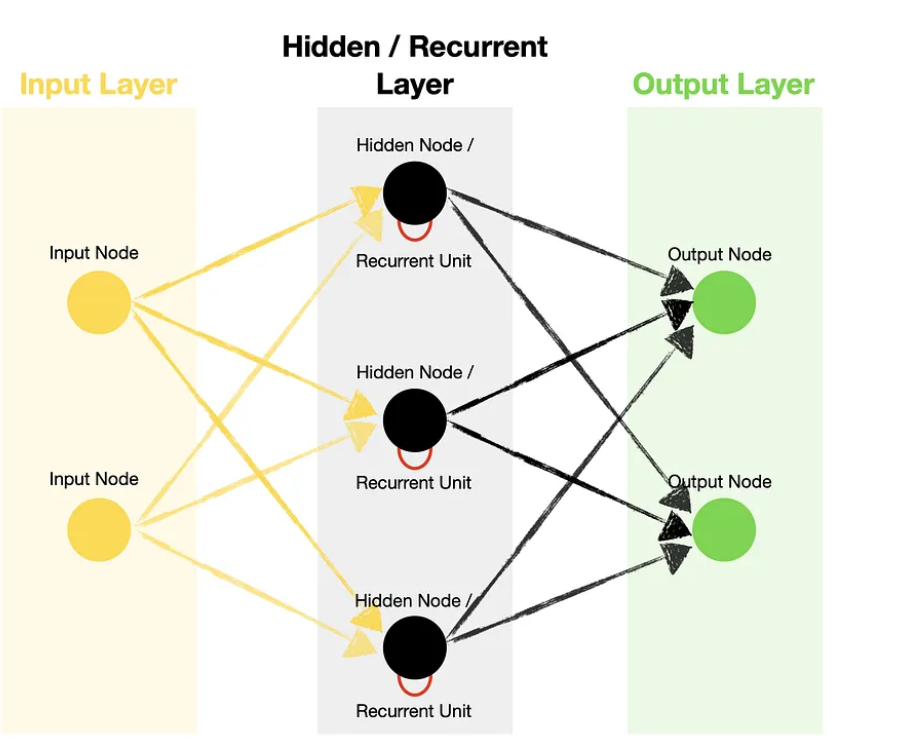 Hidden / Recurrent
Layer
Input Layer
Output Layer
Hidden Node /
Recurrent Unit
Input Node
Output Node
Hidden Node /
Recurrent Unit
Input Node
Output Node
Hidden Node /
Recurrent Unit